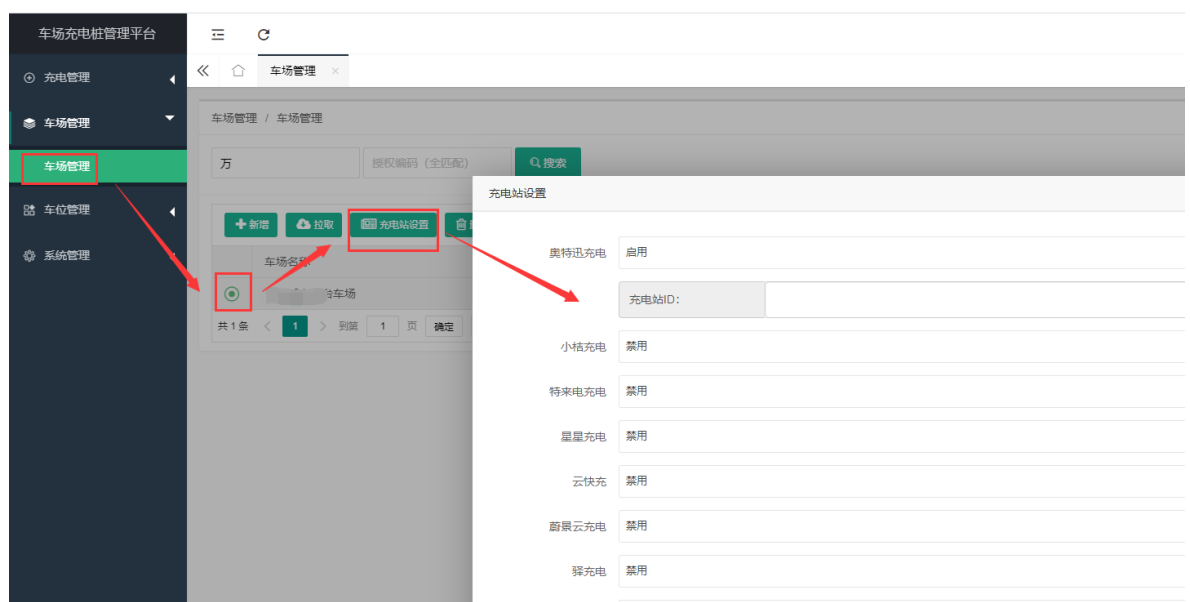 车场充电桩管理平台
充电管理
车场管理
车场管理
车位管理
系统管理
车场管理
车场管理 / 车场管理
万
授权编码（全匹配）
搜索
新增
拉取
充电站设置
车场名称
台车场
共1条
1
到第
1
页
确定
充电站设置
奥特迅充电
启用
充电站ID：
小桔充电
禁用
特来电充电
禁用
星星充电
禁用
云快充
禁用
蔚景云充电
禁用
驿充电
禁用